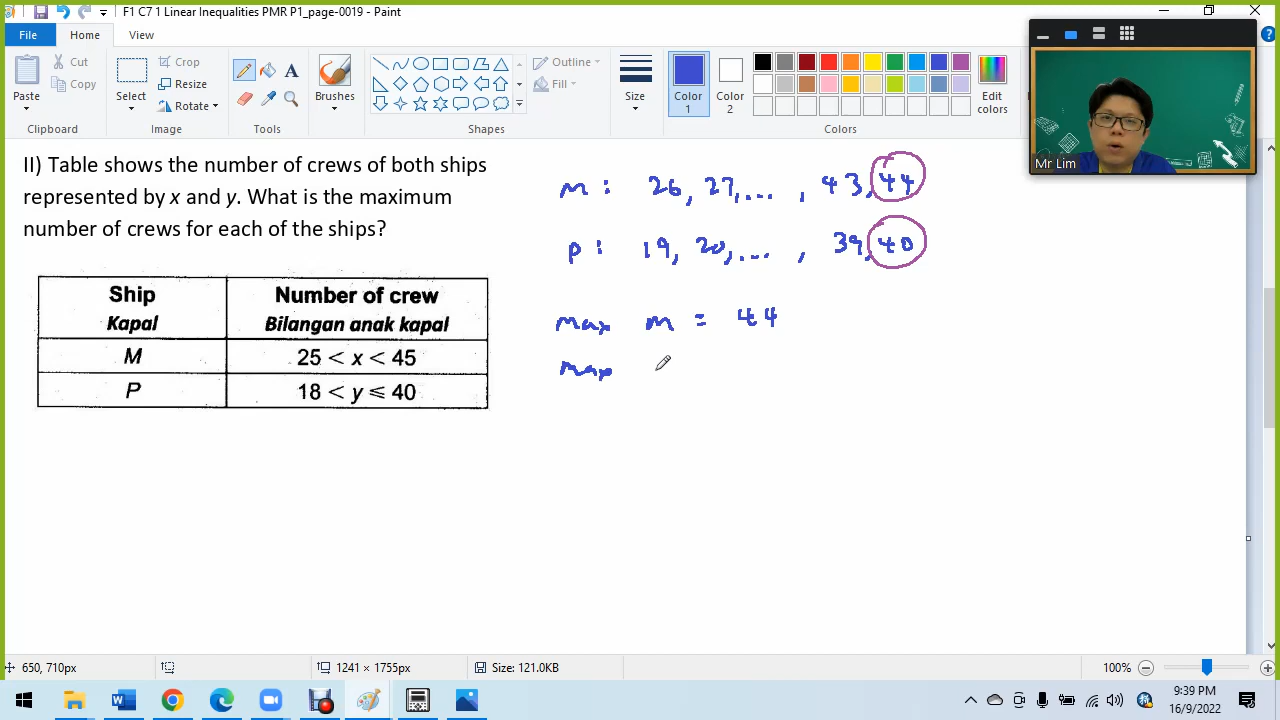 F1 C7 1 Linear Inequalities PMR P1_page-0019 - Paint
File Home View
Paste
Cut
Copy
Clipboard
Select
Crop
Resize
Rotate
Image
A
Tools
Brushes
Shapes
Outline
Fill
Size
Color 1
Color 2
Edit colors
Colors
Mr Lim
II) Table shows the number of crews of both ships
represented by x and y. What is the maximum
number of crews for each of the ships?
Ship Number of crew
Kapal Bilangan anak kapal
M 25 < x < 45
P 18 < y ⩽ 40
m : 26, 27, ... , 43, 44
p : 19, 20, ... , 39, 40
max m = 44
max
650, 710px
1241 × 1755px
Size: 121.0KB
100%
9:39 PM
16/9/2022